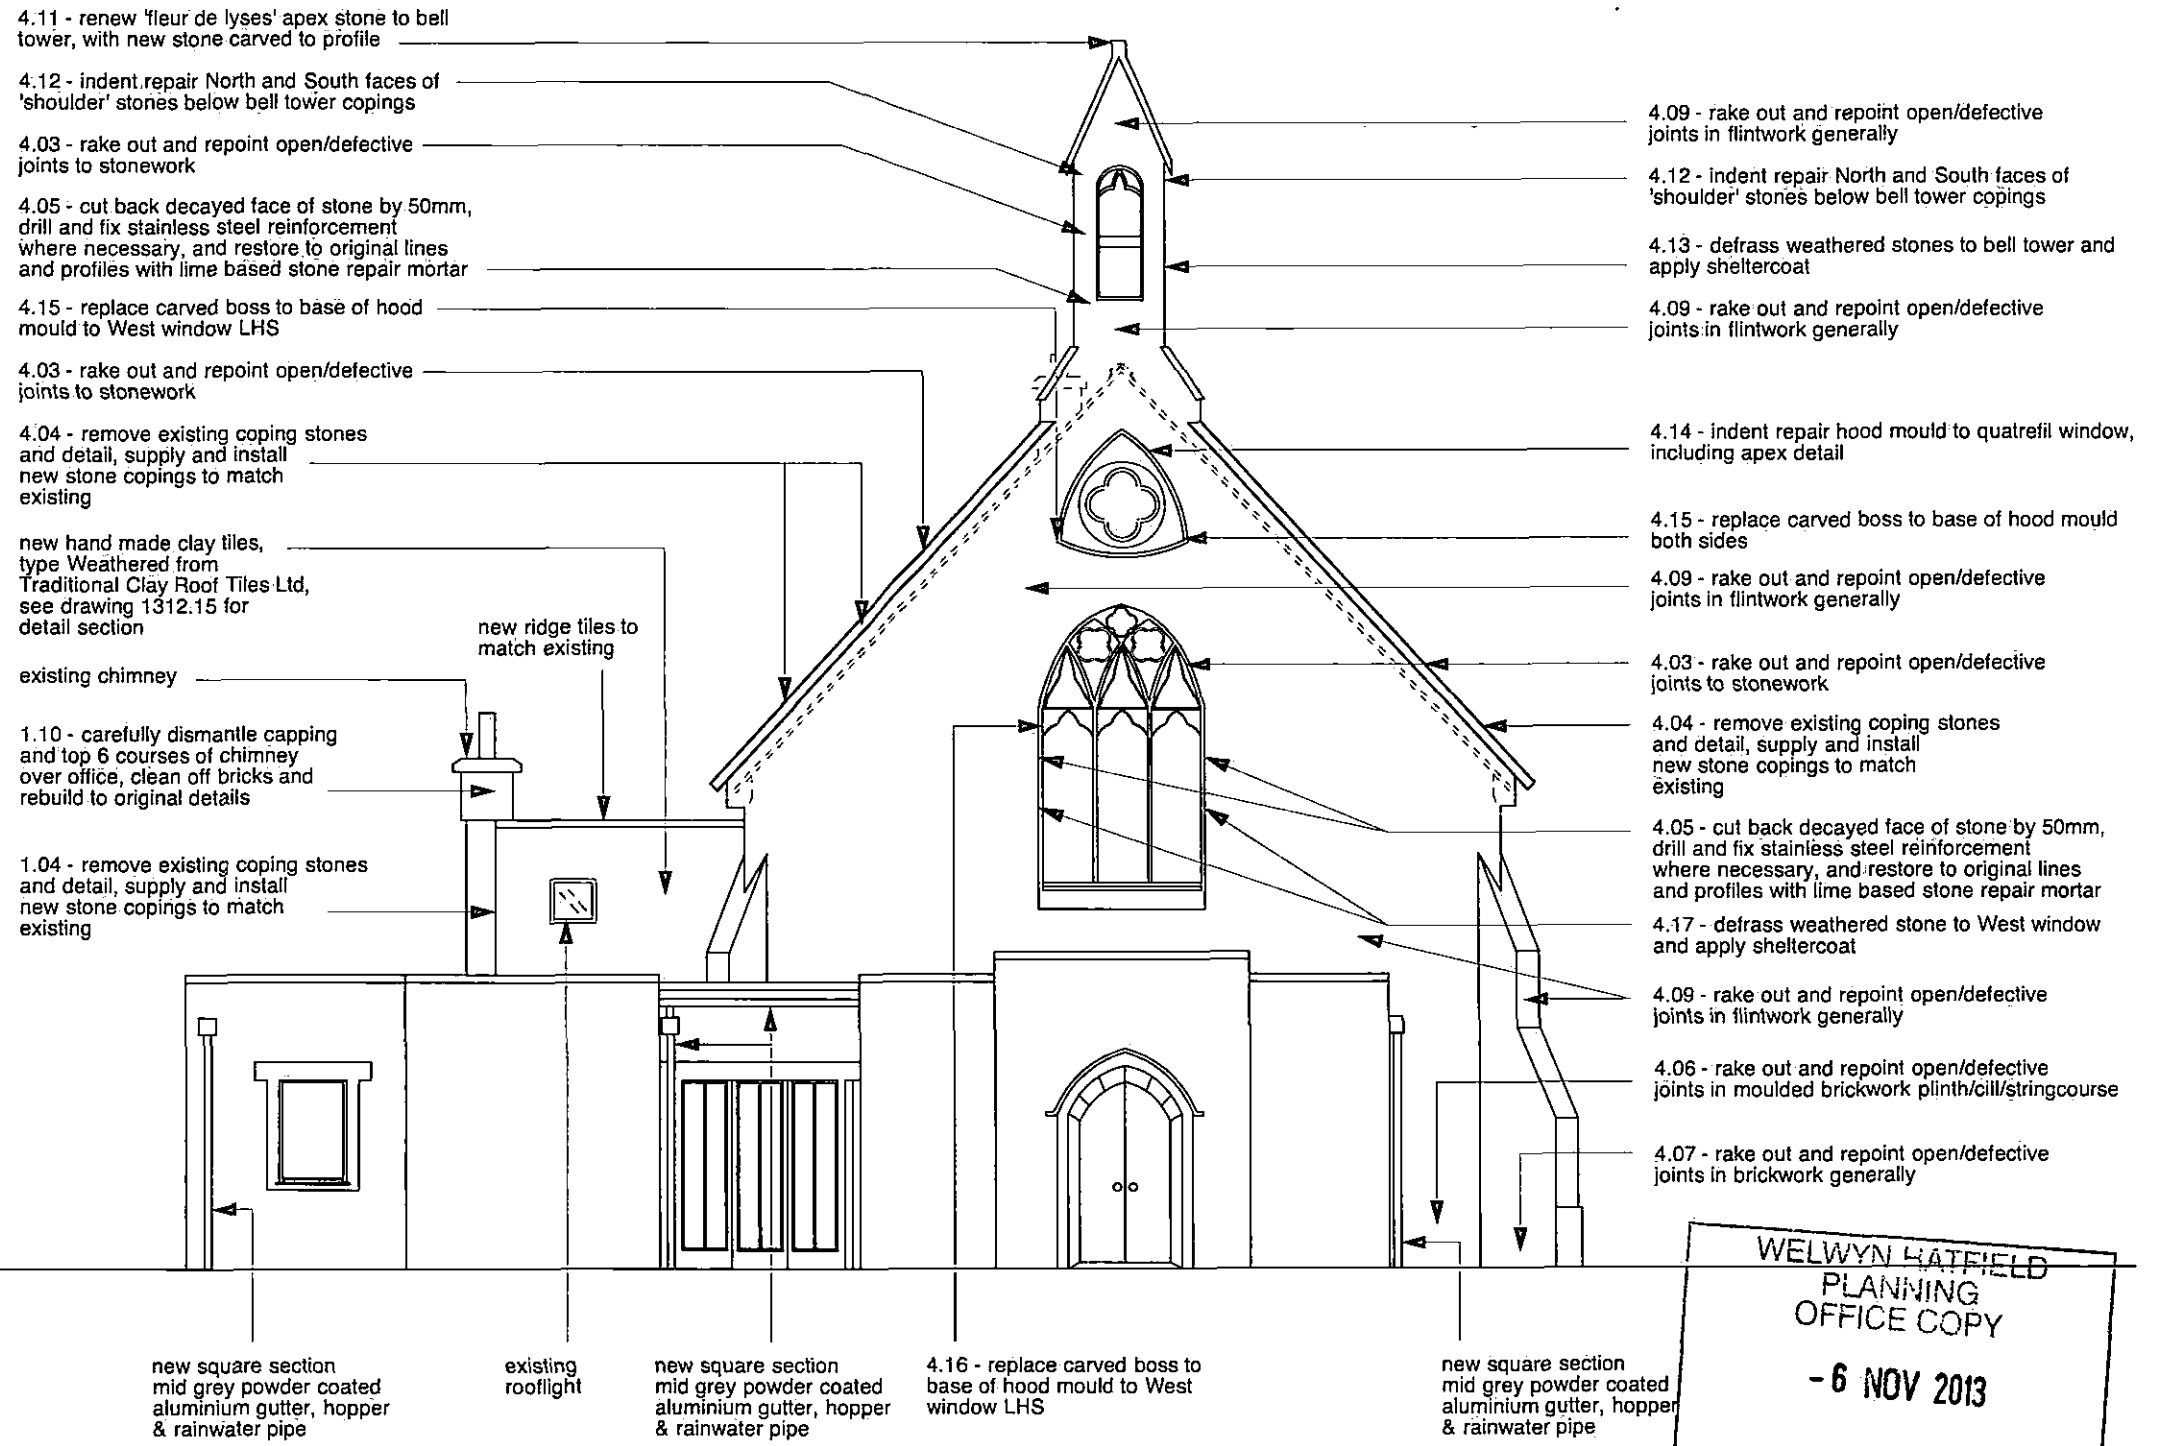 4.11 - renew 'fleur de lyses' apex stone to bell
tower, with new stone carved to profile
4.12 - indent repair North and South faces of
'shoulder' stones below bell tower copings
4.03 - rake out and repoint open/defective
joints to stonework
4.05 - cut back decayed face of stone by 50mm,
drill and fix stainless steel reinforcement
where necessary, and restore to original lines
and profiles with lime based stone repair mortar
4.15 - replace carved boss to base of hood
mould to West window LHS
4.03 - rake out and repoint open/defective
joints to stonework
4.04 - remove existing coping stones
and detail, supply and install
new stone copings to match
existing
new hand made clay tiles,
type Weathered from
Traditional Clay Roof Tiles Ltd,
see drawing 1312.15 for
detail section
new ridge tiles to
match existing
existing chimney
1.10 - carefully dismantle capping
and top 6 courses of chimney
over office, clean off bricks and
rebuild to original details
1.04 - remove existing coping stones
and detail, supply and install
new stone copings to match
existing
4.09 - rake out and repoint open/defective
joints in flintwork generally
4.12 - indent repair North and South faces of
'shoulder' stones below bell tower copings
4.13 - defrass weathered stones to bell tower and
apply sheltercoat
4.09 - rake out and repoint open/defective
joints in flintwork generally
4.14 - indent repair hood mould to quatrefil window,
including apex detail
4.15 - replace carved boss to base of hood mould
both sides
4.09 - rake out and repoint open/defective
joints in flintwork generally
4.03 - rake out and repoint open/defective
joints to stonework
4.04 - remove existing coping stones
and detail, supply and install
new stone copings to match
existing
4.05 - cut back decayed face of stone by 50mm,
drill and fix stainless steel reinforcement
where necessary, and restore to original lines
and profiles with lime based stone repair mortar
4.17 - defrass weathered stone to West window
and apply sheltercoat
4.09 - rake out and repoint open/defective
joints in flintwork generally
4.06 - rake out and repoint open/defective
joints in moulded brickwork plinth/cill/stringcourse
4.07 - rake out and repoint open/defective
joints in brickwork generally
new square section
mid grey powder coated
aluminium gutter, hopper
& rainwater pipe
existing
rooflight
new square section
mid grey powder coated
aluminium gutter, hopper
& rainwater pipe
4.16 - replace carved boss to
base of hood mould to West
window LHS
new square section
mid grey powder coated
aluminium gutter, hopper
& rainwater pipe
WELWYN HATFIELD
PLANNING
OFFICE COPY
-6 NOV 2013